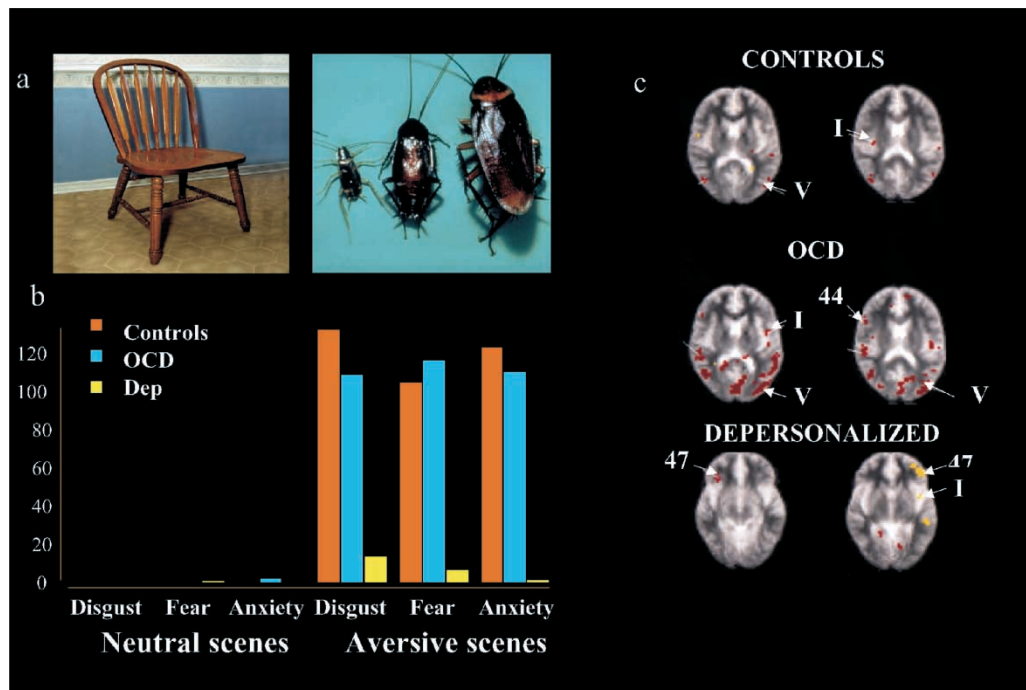 a
b
Controls
OCD
Dep
120
100
80
60
40
20
0
Disgust Fear Anxiety Disgust Fear Anxiety
Neutral scenes Aversive scenes
c
CONTROLS
I
V
OCD
44
I
V
V
DEPERSONALIZED
47
47
I